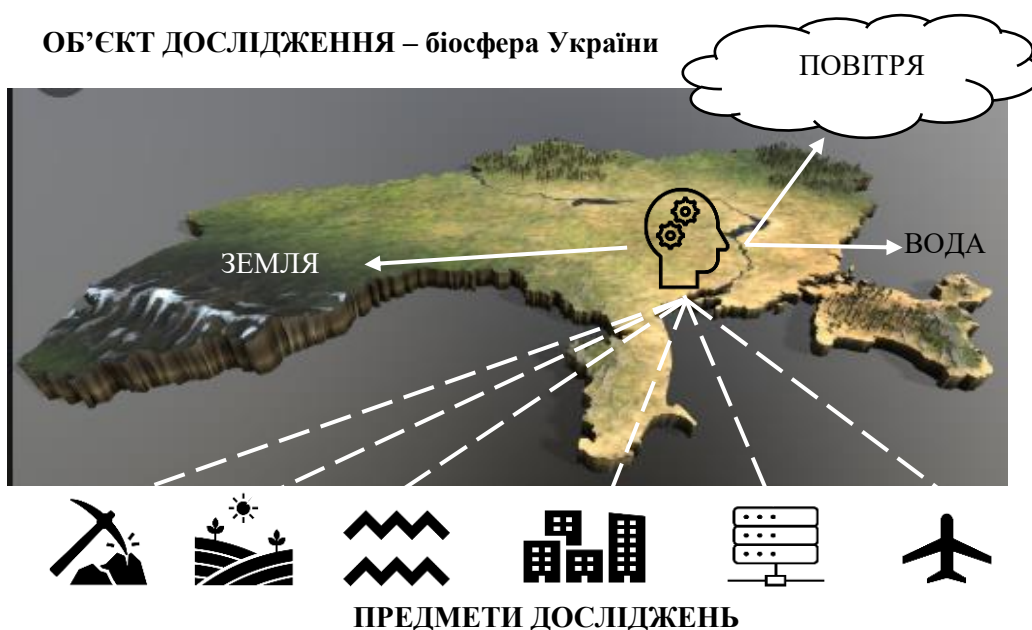 ОБ’ЄКТ ДОСЛІДЖЕННЯ – біосфера України
ПОВІТРЯ
ЗЕМЛЯ
ВОДА
ПРЕДМЕТИ ДОСЛІДЖЕНЬ